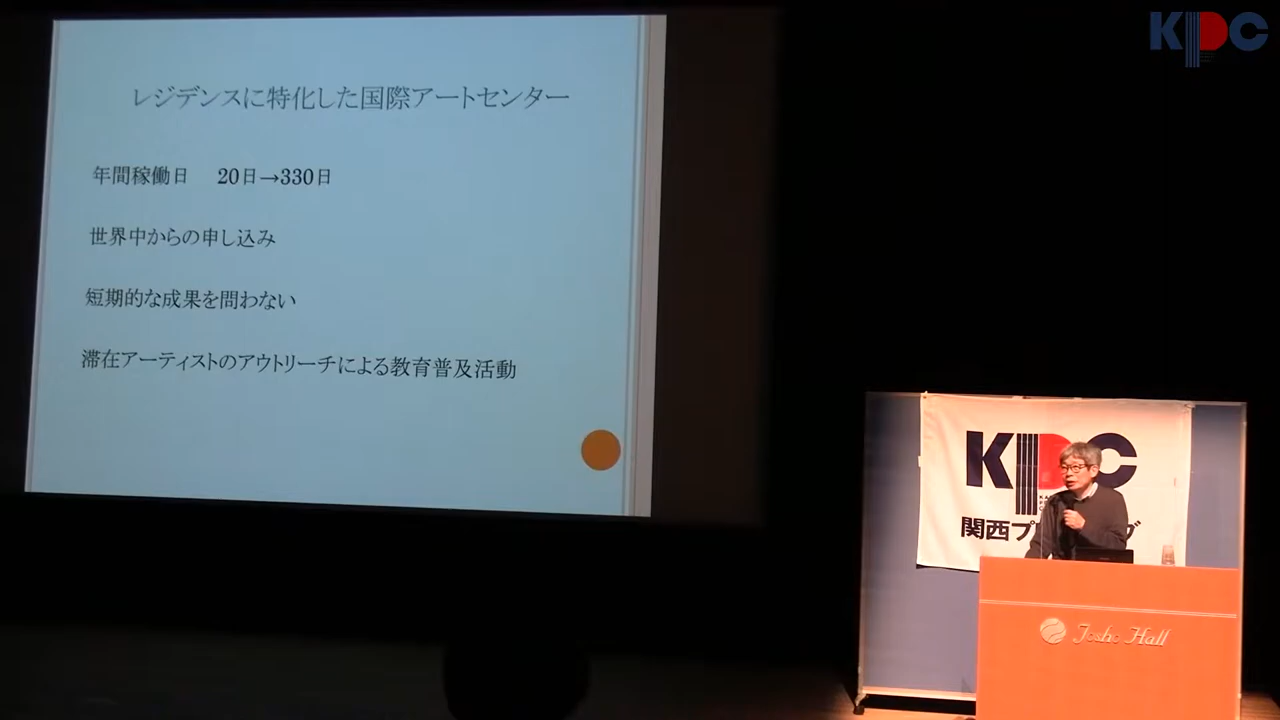 KPC
レジデンスに特化した国際アートセンター
年間稼働日　20日→330日
世界中からの申し込み
短期的な成果を問わない
滞在アーティストのアウトリーチによる教育普及活動
KPC
関西プ
グ
Josho Hall